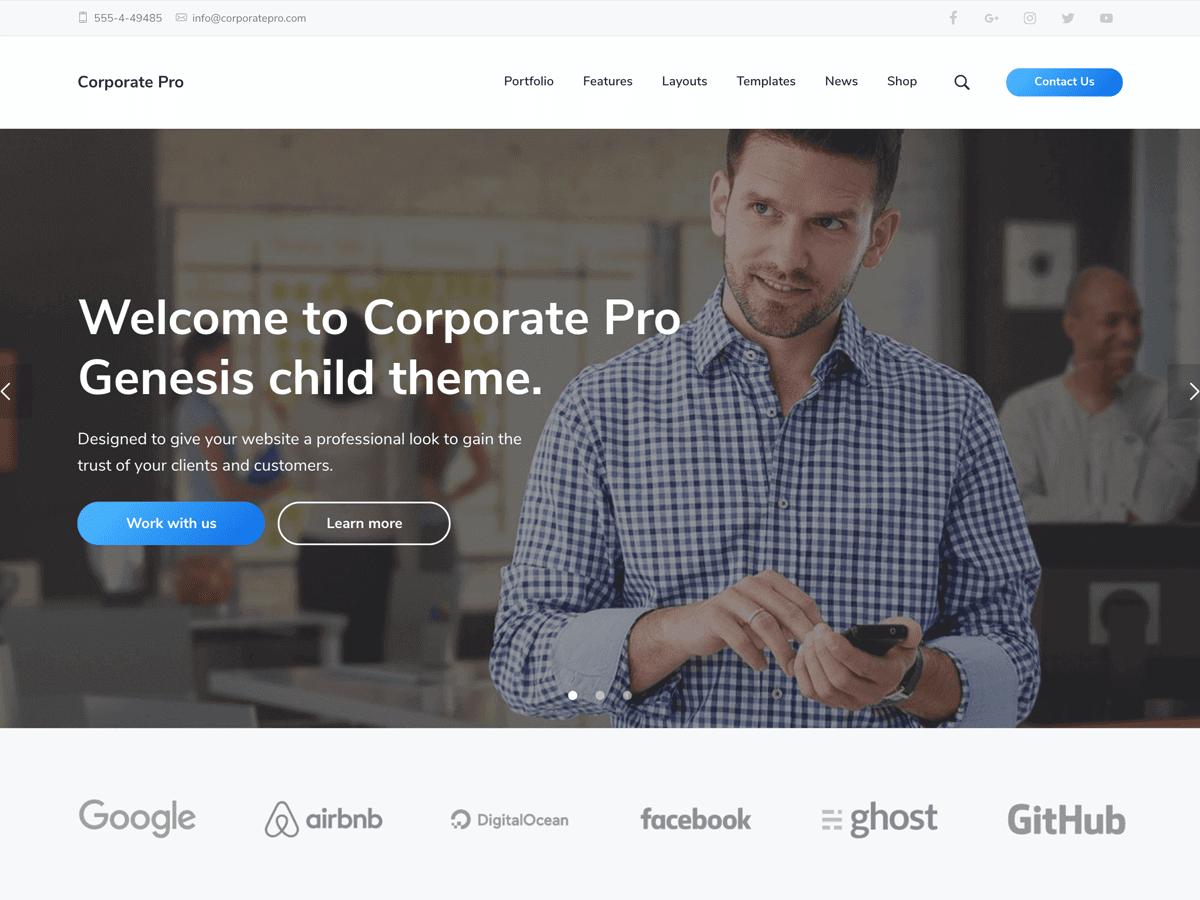 555-4-49485 info@corporatepro.com
Corporate Pro
Portfolio Features Layouts Templates News Shop
Contact Us
Welcome to Corporate Pro
Genesis child theme.
Designed to give your website a professional look to gain the
trust of your clients and customers.
Work with us
Learn more
Google airbnb DigitalOcean facebook ghost GitHub